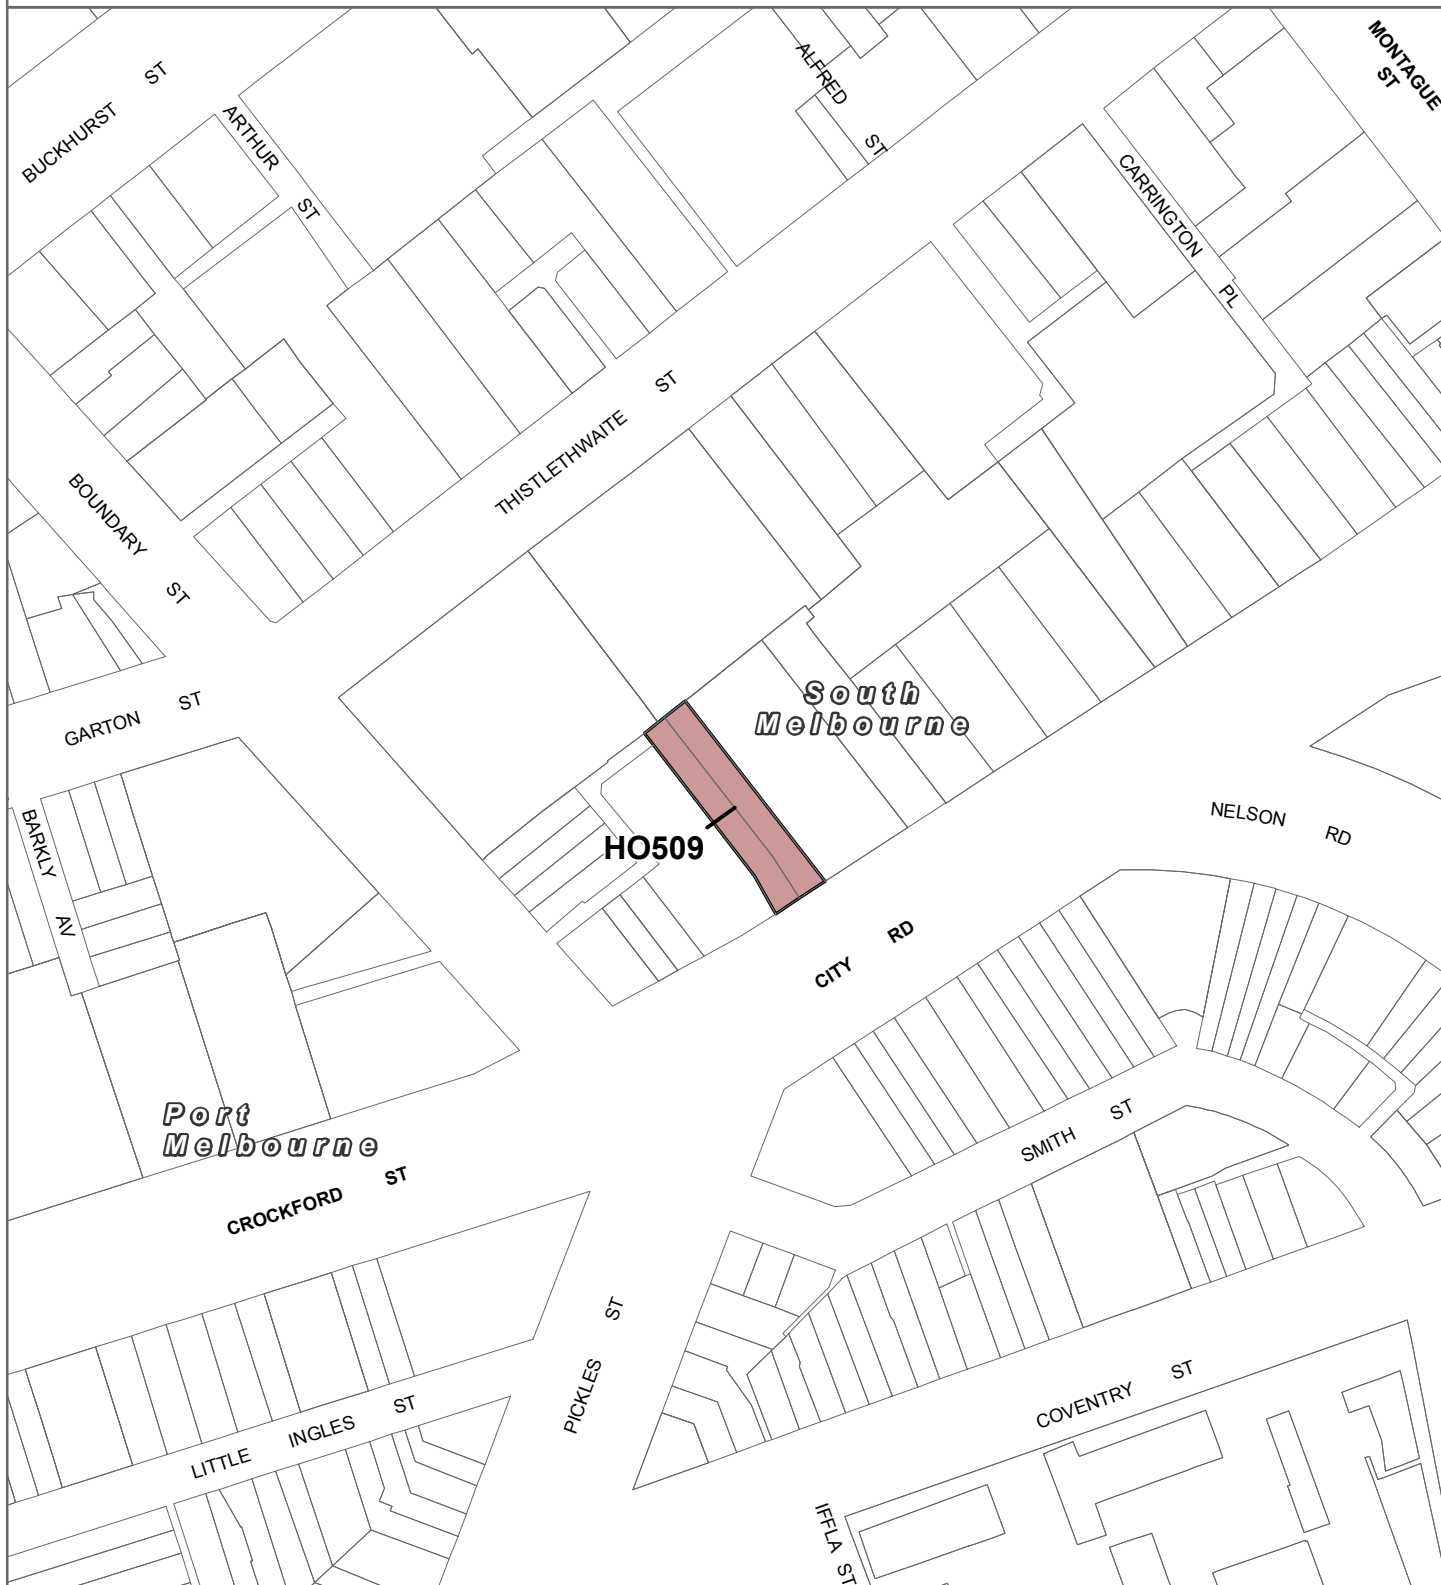 BUCKHURST ST
ARTHUR ST
ALFRED ST
MONTAGUE ST
CARRINGTON PL
THISTLETHWAITE ST
BOUNDARY ST
GARTON ST
South
Melbourne
BARKLY AV
HO509
NELSON RD
CITY RD
Port
Melbourne
SMITH ST
CROCKFORD ST
PICKLES ST
COVENTRY ST
LITTLE INGLES ST
IFFLA ST